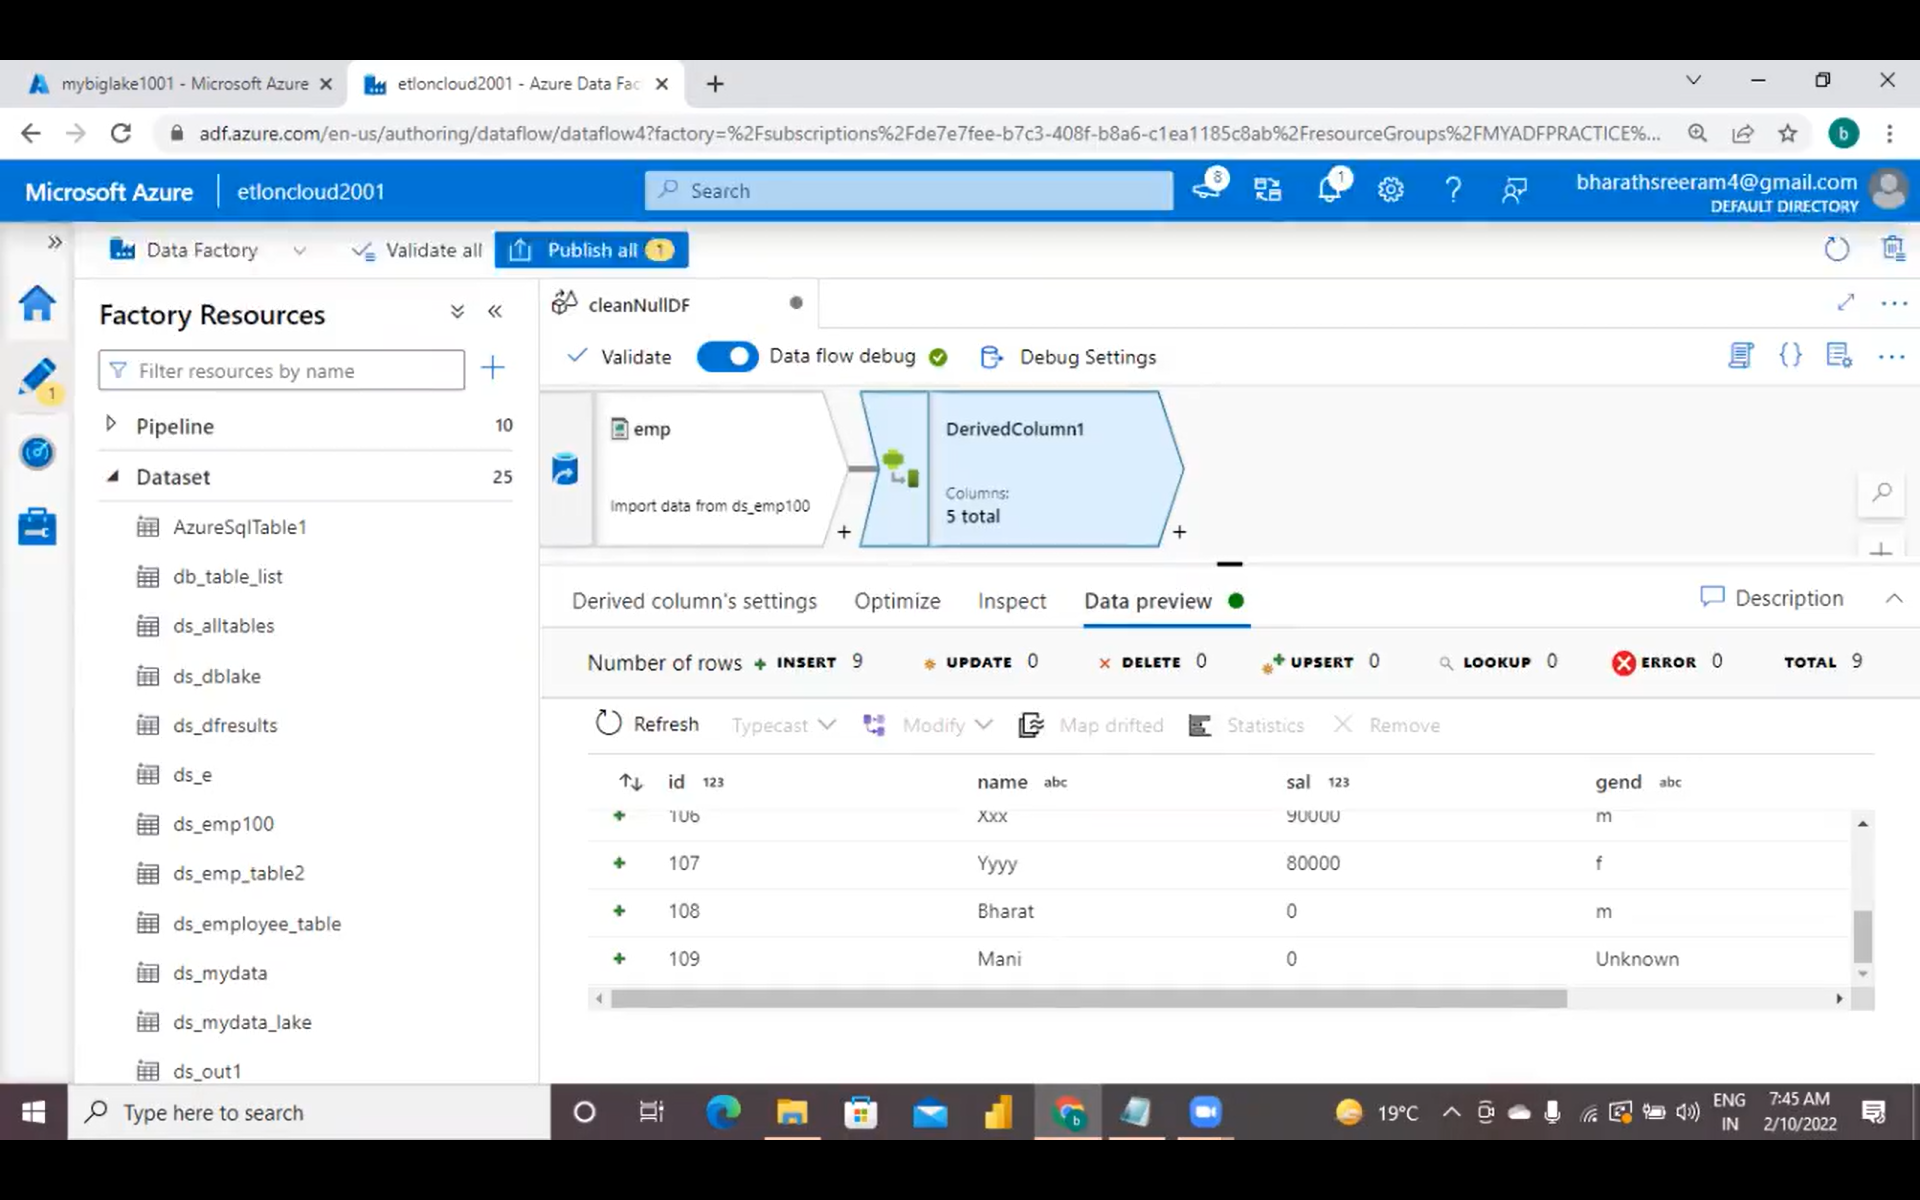 mybiglake1001 - Microsoft Azure
etloncloud2001 - Azure Data Fac
adf.azure.com/en-us/authoring/dataflow/dataflow4?factory=%2Fsubscriptions%2Fde7e7fee-b7c3-408f-b8a6-c1ea1185c8ab%2FresourceGroups%2FMYADFPRACTICE%...
b
Microsoft Azure
etloncloud2001
Search
8
1
bharathsreeram4@gmail.com
DEFAULT DIRECTORY
Data Factory
Validate all
Publish all 1
Factory Resources
cleanNullDF
Filter resources by name
Validate
Data flow debug
Debug Settings
1
Pipeline 10
Dataset 25
AzureSqlTable1
db_table_list
ds_alltables
ds_dblake
ds_dfresults
ds_e
ds_emp100
ds_emp_table2
ds_employee_table
ds_mydata
ds_mydata_lake
ds_out1
emp
Import data from ds_emp100
DerivedColumn1
Columns:
5 total
Derived column's settings Optimize Inspect Data preview Description
Number of rows INSERT 9 UPDATE 0 DELETE 0 UPSERT 0 LOOKUP 0 ERROR 0 TOTAL 9
Refresh Typecast Modify Map drifted Statistics Remove
id 123 name abc sal 123 gend abc
106 Xxx 90000 m
107 Yyyy 80000 f
108 Bharat 0 m
109 Mani 0 Unknown
Type here to search
b
19°C
ENG
IN
7:45 AM
2/10/2022